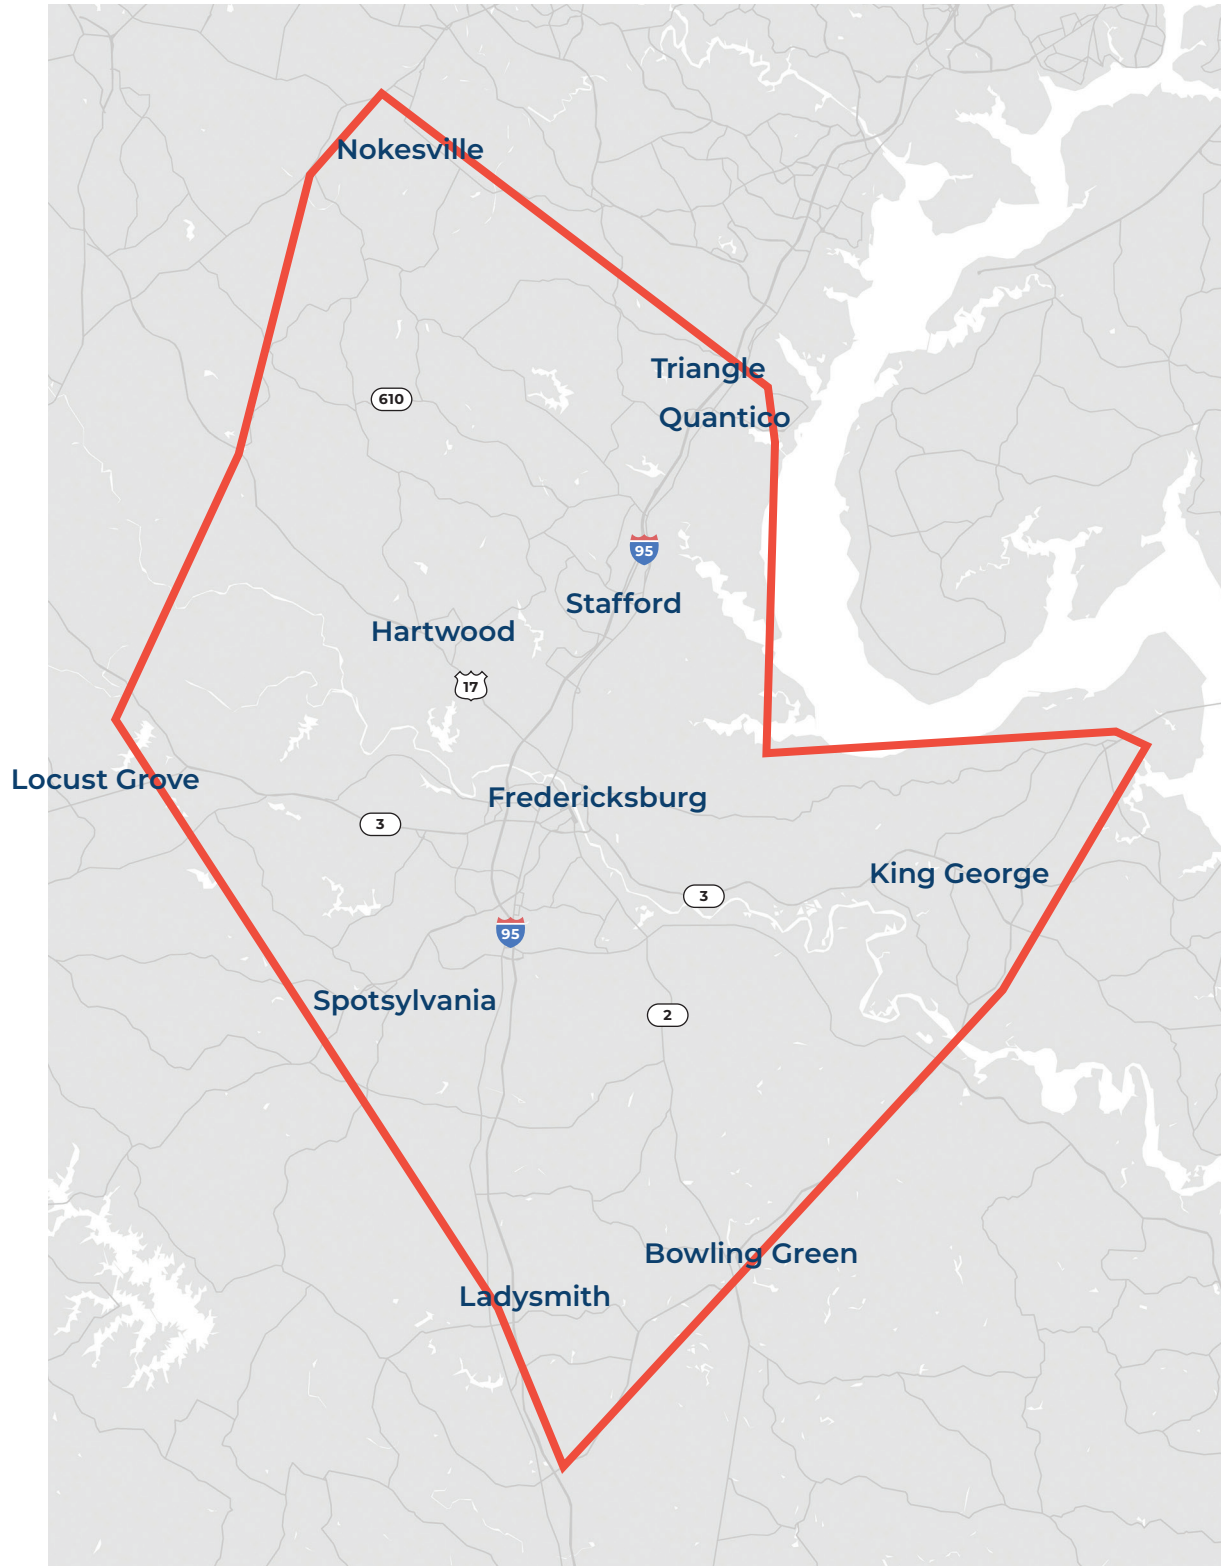 Nokesville
Triangle
610
Quantico
95
Stafford
Hartwood
17
Locust Grove
Fredericksburg
3
King George
3
95
Spotsylvania
2
Bowling Green
Ladysmith